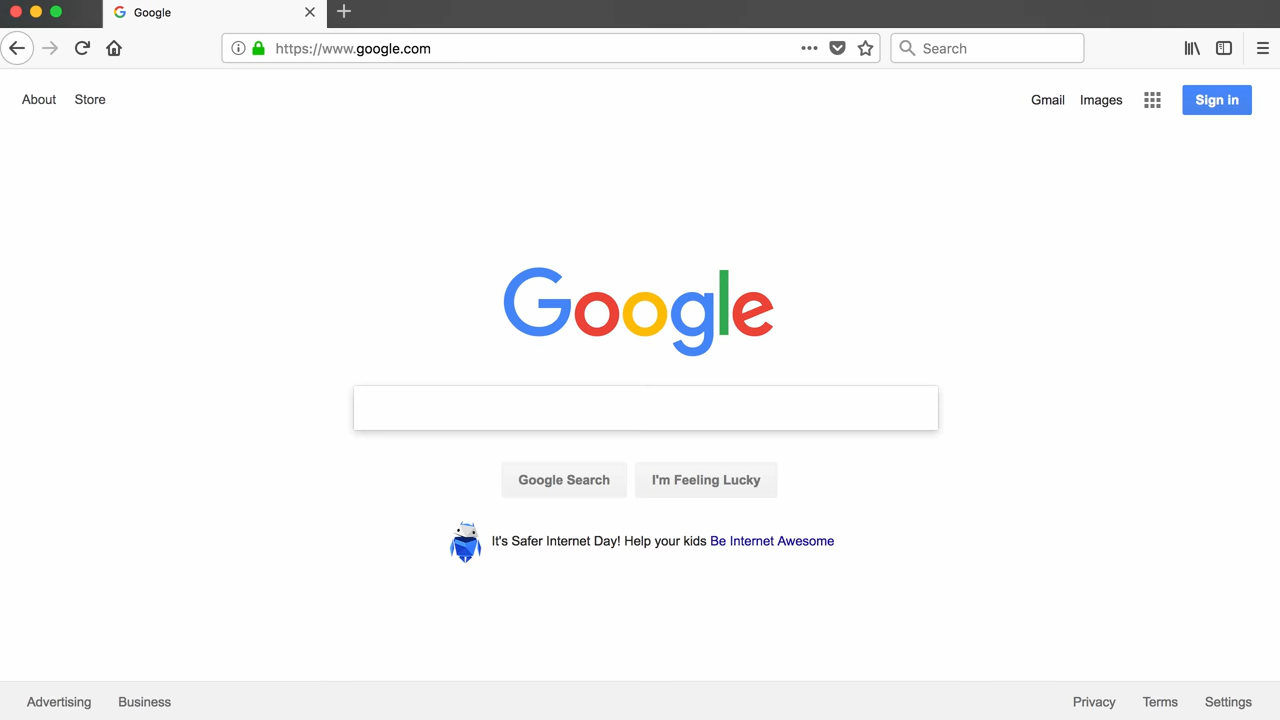 Google
https://www.google.com
Search
About Store
Gmail Images Sign in
Google
Google Search I'm Feeling Lucky
It's Safer Internet Day! Help your kids Be Internet Awesome
Advertising Business
Privacy Terms Settings